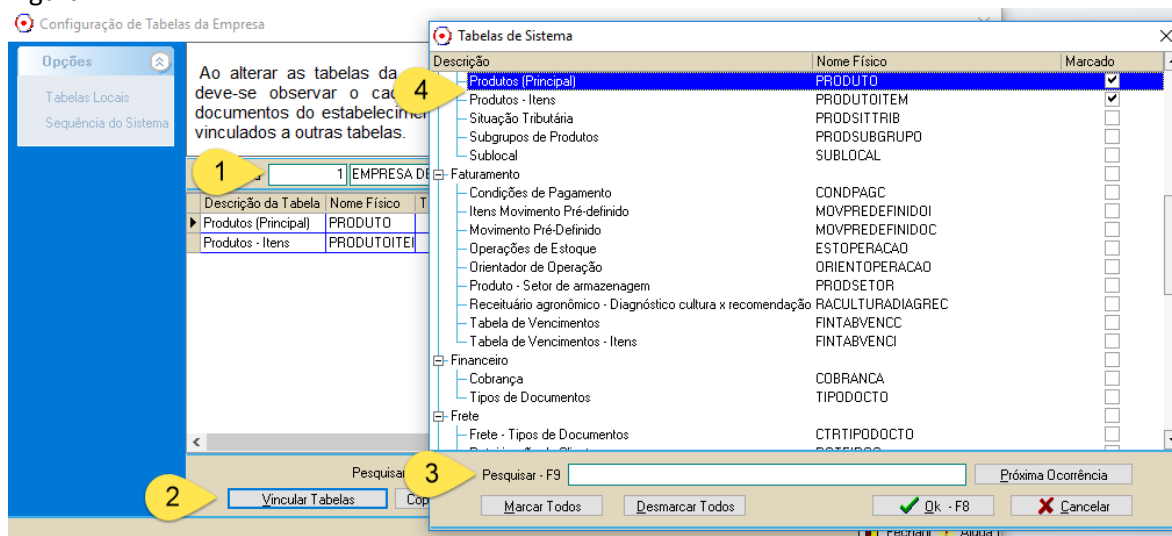 Configuração de Tabelas da Empresa
Opções
Tabelas Locais
Sequência do Sistema
Ao alterar as tabelas da
deve-se observar o
documentos do
vinculados a outras tabelas.
1
1 EMPRESA
Descrição da Tabela Nome Físico T
Produtos (Principal) PRODUTO
Produtos - Itens PRODUTOITEI
Pesquisar
2
Vincular Tabelas
Tabelas de Sistema
Descrição Nome Físico Marcado
4
Produtos (Principal) PRODUTO
Produtos - Itens PRODUTOITEM
Situação Tributária PRODSITTRIB
Subgrupos de Produtos PRODSUBGRUPO
Sublocal SUBLOCAL
Faturamento
Condições de Pagamento CONDPAGC
Itens Movimento Pré-definido MOVPREDEFINIDOI
Movimento Pré-Definido MOVPREDEFINIDOC
Operações de Estoque ESTOPERACAO
Orientador de Operação ORIENTOPERACAO
Produto - Setor de armazenagem PRODSETOR
Receituário agronômico - Diagnóstico cultura x recomendação RACULTURADIAGREC
Tabela de Vencimentos FINTABVENCC
Tabela de Vencimentos - Itens FINTABVENCI
Financeiro
Cobrança COBRANCA
Tipos de Documentos TIPODOCTO
Frete
Frete - Tipos de Documentos CTRTIPODOCTO
3
Pesquisar - F9 Próxima Ocorrência
Marcar Todos Desmarcar Todos Ok - F8 Cancelar